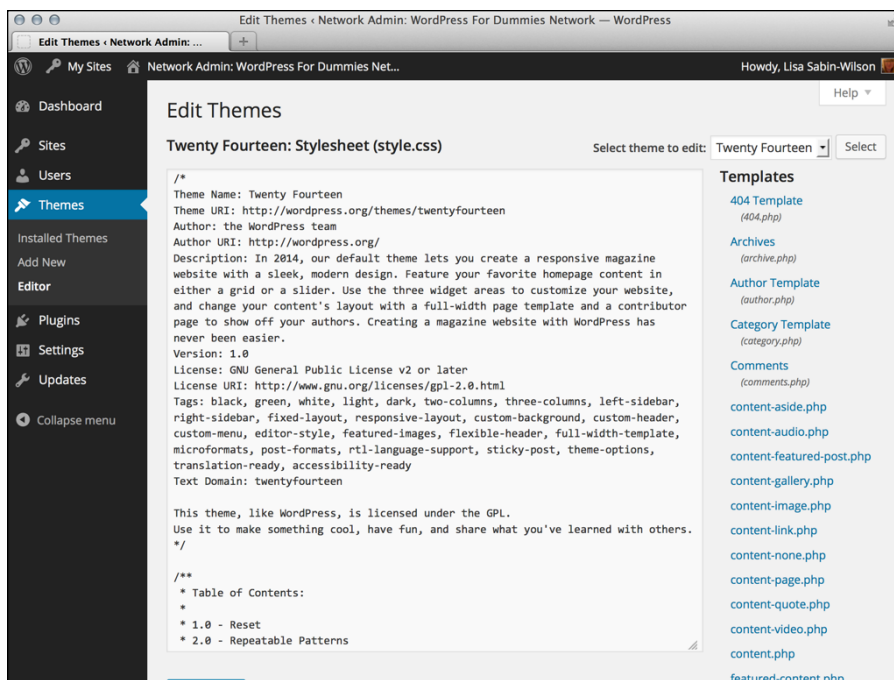 Edit Themes ‹ Network Admin: WordPress For Dummies Network — WordPress
Edit Themes ‹ Network Admin: ...
+
My Sites
Network Admin: WordPress For Dummies Net...
Howdy, Lisa Sabin-Wilson
Help
Dashboard
Sites
Users
Themes
Installed Themes
Add New
Editor
Plugins
Settings
Updates
Collapse menu
Edit Themes
Twenty Fourteen: Stylesheet (style.css)
Select theme to edit: Twenty Fourteen Select
/*
Theme Name: Twenty Fourteen
Theme URI: http://wordpress.org/themes/twentyfourteen
Author: the WordPress team
Author URI: http://wordpress.org/
Description: In 2014, our default theme lets you create a responsive magazine
website with a sleek, modern design. Feature your favorite homepage content in
either a grid or a slider. Use the three widget areas to customize your website,
and change your content's layout with a full-width page template and a contributor
page to show off your authors. Creating a magazine website with WordPress has
never been easier.
Version: 1.0
License: GNU General Public License v2 or later
License URI: http://www.gnu.org/licenses/gpl-2.0.html
Tags: black, green, white, light, dark, two-columns, three-columns, left-sidebar,
right-sidebar, fixed-layout, responsive-layout, custom-background, custom-header,
custom-menu, editor-style, featured-images, flexible-header, full-width-template,
microformats, post-formats, rtl-language-support, sticky-post, theme-options,
translation-ready, accessibility-ready
Text Domain: twentyfourteen
This theme, like WordPress, is licensed under the GPL.
Use it to make something cool, have fun, and share what you've learned with others.
*/
/**
* Table of Contents:
*
* 1.0 - Reset
* 2.0 - Repeatable Patterns
Templates
404 Template
(404.php)
Archives
(archive.php)
Author Template
(author.php)
Category Template
(category.php)
Comments
(comments.php)
content-aside.php
content-audio.php
content-featured-post.php
content-gallery.php
content-image.php
content-link.php
content-none.php
content-page.php
content-quote.php
content-video.php
content.php
featured-content.php